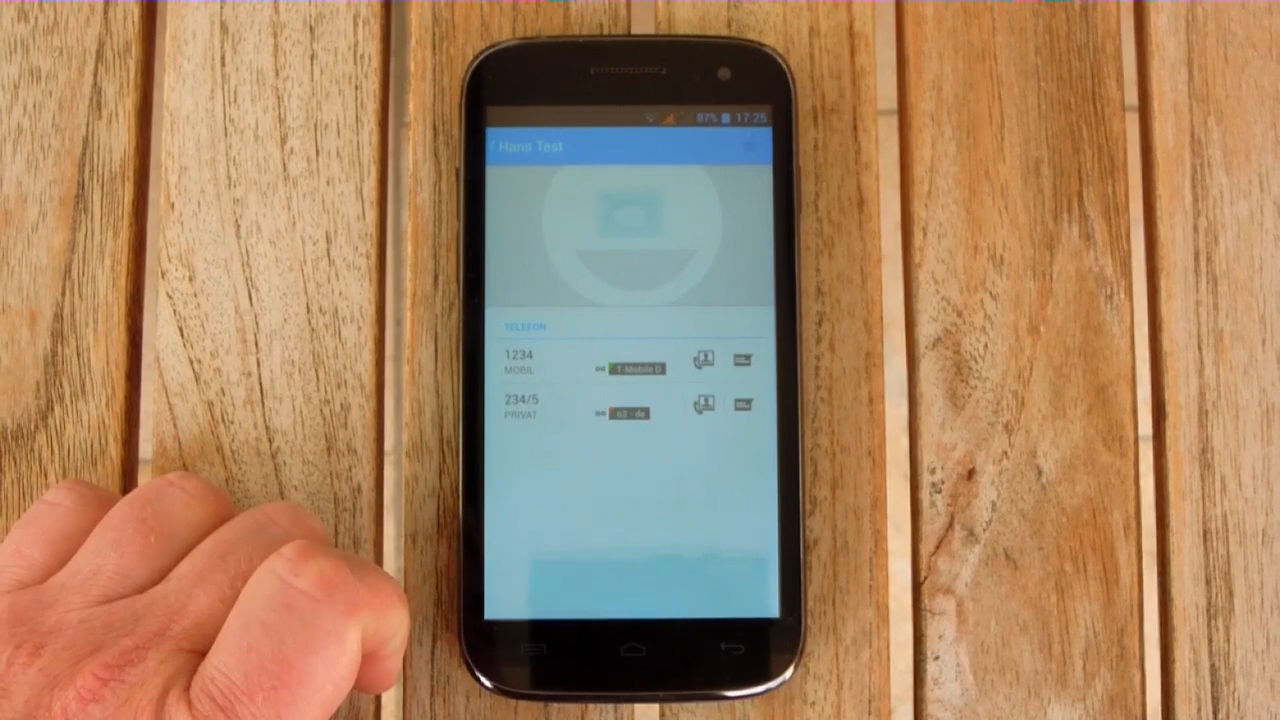 87% 17:25
Hans Test
TELEFON
1234
MOBIL
T-Mobile D
234/5
PRIVAT
o2 - de